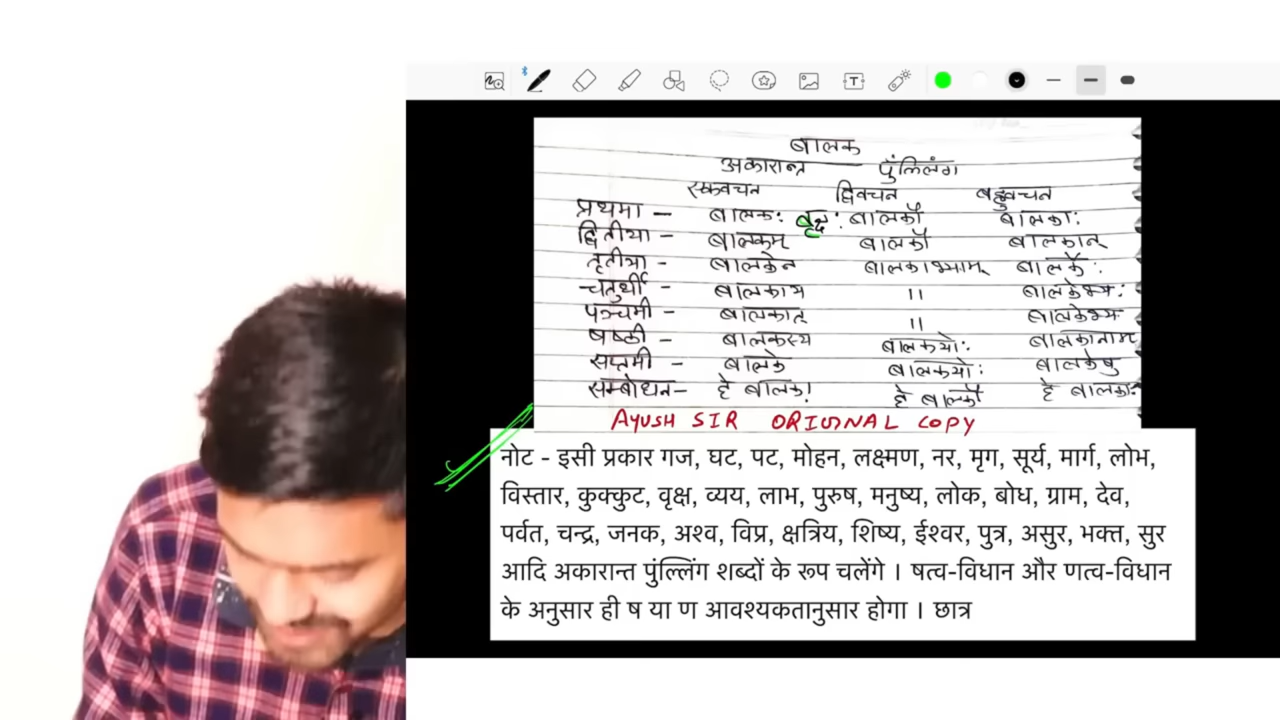 बालक
अकारान्त पुंल्लिंग
एकवचन द्विवचन बहुवचन
प्रथमा - बालकः बालकौ बालकाः
द्वितीया - बालकम् बालकौ बालकान्
तृतीया - बालकेन बालकाभ्याम् बालकैः
चतुर्थी - बालकाय " बालकेभ्यः
पञ्चमी - बालकात् " बालकेभ्य
षष्ठी - बालकस्य बालकयोः बालकानाम्
सप्तमी - बालके बालकयोः बालकेषु
सम्बोधन- हे बालक! हे बालकौ हे बालकाः
AYUSH SIR ORIGINAL COPY
नोट - इसी प्रकार गज, घट, पट, मोहन, लक्ष्मण, नर, मृग, सूर्य, मार्ग, लोभ,
विस्तार, कुक्कुट, वृक्ष, व्यय, लाभ, पुरुष, मनुष्य, लोक, बोध, ग्राम, देव,
पर्वत, चन्द्र, जनक, अश्व, विप्र, क्षत्रिय, शिष्य, ईश्वर, पुत्र, असुर, भक्त, सुर
आदि अकारान्त पुंल्लिंग शब्दों के रूप चलेंगे । षत्व-विधान और णत्व-विधान
के अनुसार ही ष या ण आवश्यकतानुसार होगा । छात्र